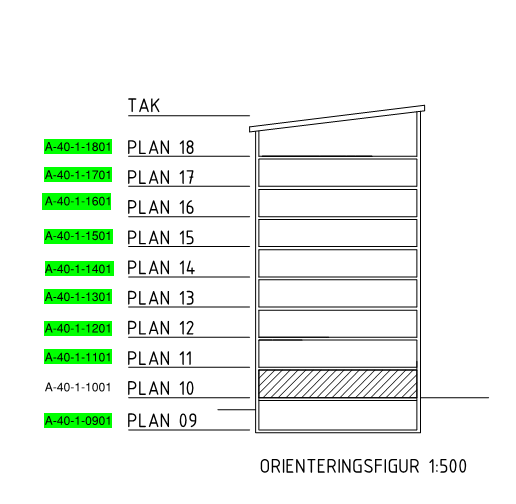 TAK
A-40-1-1801 PLAN 18
A-40-1-1701 PLAN 17
A-40-1-1601 PLAN 16
A-40-1-1501 PLAN 15
A-40-1-1401 PLAN 14
A-40-1-1301 PLAN 13
A-40-1-1201 PLAN 12
A-40-1-1101 PLAN 11
A-40-1-1001 PLAN 10
A-40-1-0901 PLAN 09
ORIENTERINGSFIGUR 1:500